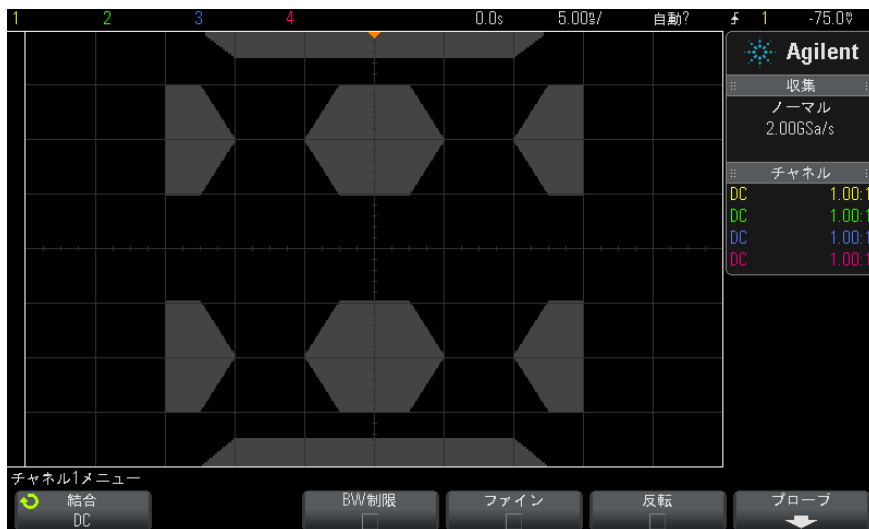 1 2 3 4 0.0s 5.00s/ 自動? 1 -75.0V
Agilent
収集
ノーマル
2.00GSa/s
チャネル
DC 1.00:1
DC 1.00:1
DC 1.00:1
DC 1.00:1
チャネル1メニュー
結合 BW制限 ファイン 反転 プローブ
DC